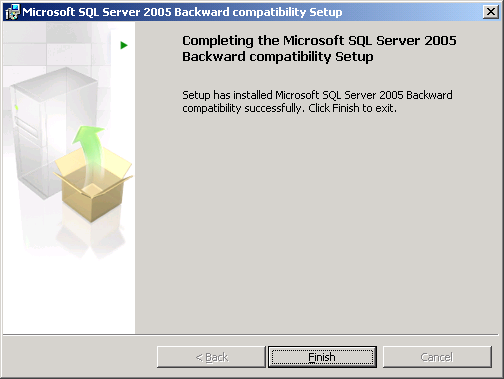 Microsoft SQL Server 2005 Backward compatibility Setup
Completing the Microsoft SQL Server 2005
Backward compatibility Setup
Setup has installed Microsoft SQL Server 2005 Backward
compatibility successfully. Click Finish to exit.
< Back
Finish
Cancel